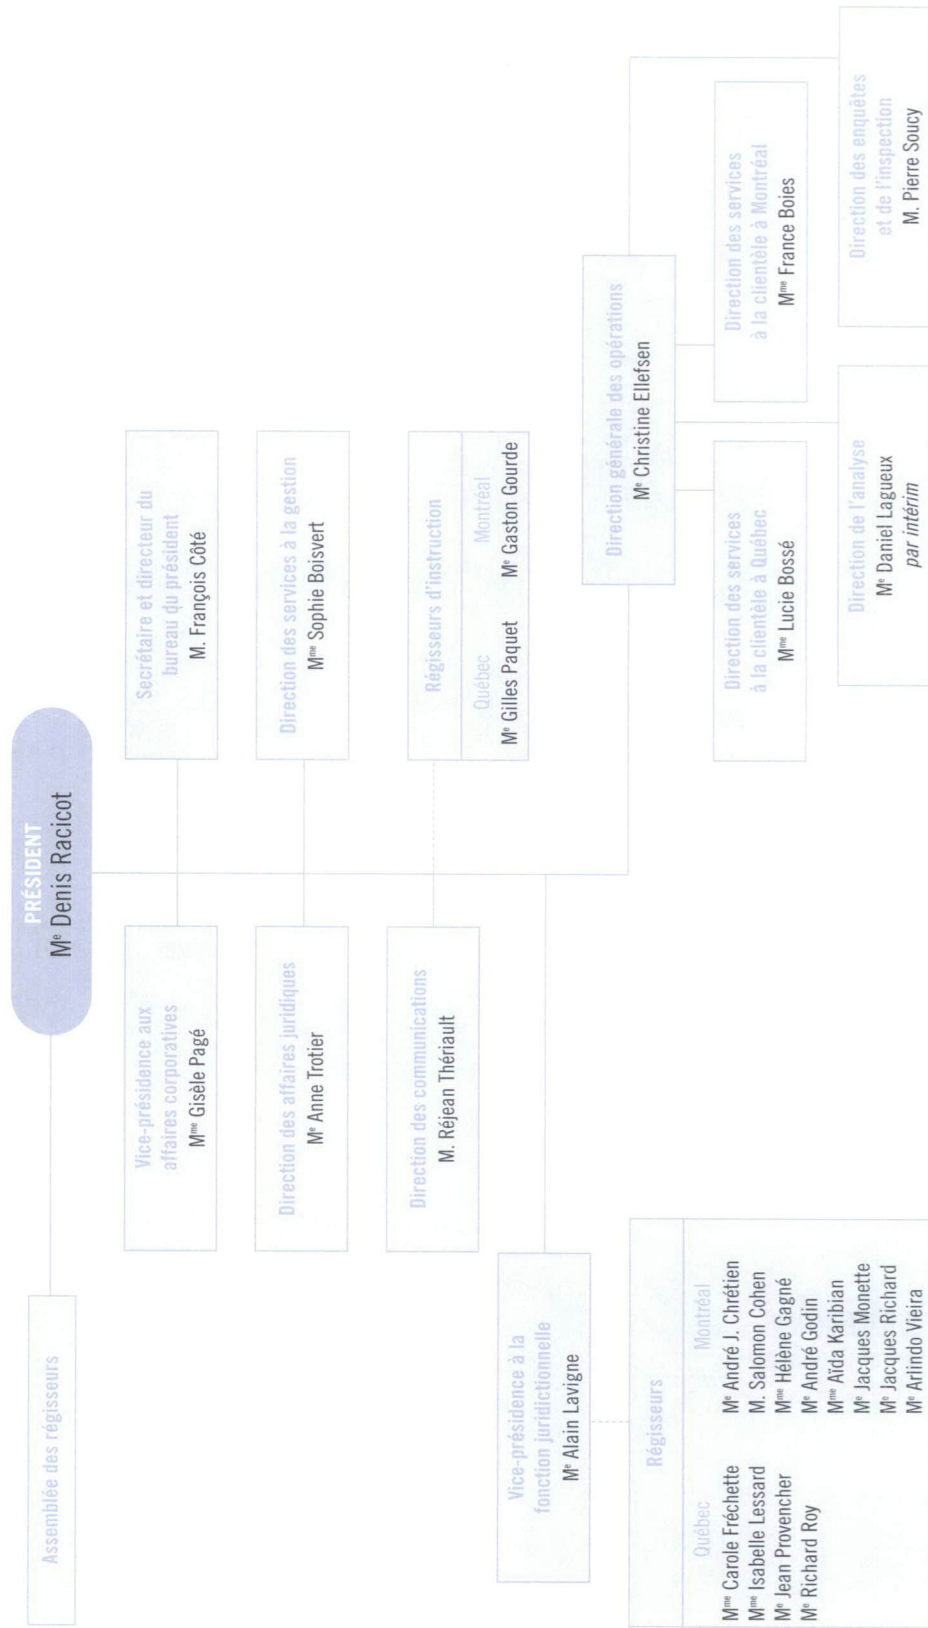 PRÉSIDENT
Mᵉ Denis Racicot
Assemblée des régisseurs
Vice-présidence aux
affaires corporatives
Mᵐᵉ Gisèle Pagé
Secrétaire et directeur du
bureau du président
M. François Côté
Direction des affaires juridiques
Mᵉ Anne Trotier
Direction des services à la gestion
Mᵐᵉ Sophie Boisvert
Direction des communications
M. Réjean Thériault
Régisseurs d'instruction
Québec
Montréal
Mᵉ Gilles Paquet
Mᵉ Gaston Gourde
Vice-présidence à la
fonction juridictionnelle
Mᵉ Alain Lavigne
Régisseurs
Québec
Mᵐᵉ Carole Fréchette
Mᵐᵉ Isabelle Lessard
Mᵉ Jean Provencher
Mᵉ Richard Roy
Montréal
Mᵉ André J. Chrétien
M. Salomon Cohen
Mᵐᵉ Hélène Gagné
Mᵉ André Godin
Mᵐᵉ Aïda Karibian
Mᵉ Jacques Monette
Mᵉ Jacques Richard
Mᵉ Arlindo Vieira
Direction générale des opérations
Mᵉ Christine Ellefsen
Direction des services
à la clientèle à Québec
Mᵐᵉ Lucie Bossé
Direction des services
à la clientèle à Montréal
Mᵐᵉ France Boies
Direction de l'analyse
Mᵉ Daniel Lagueux
par intérim
Direction des enquêtes
et de l'inspection
M. Pierre Soucy